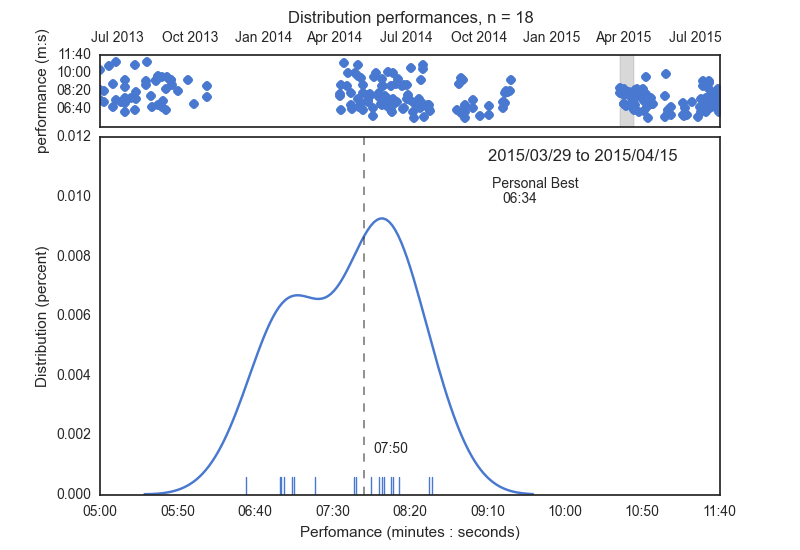 Distribution performances, n = 18
Jul 2013 Oct 2013 Jan 2014 Apr 2014 Jul 2014 Oct 2014 Jan 2015 Apr 2015 Jul 2015
performance (m:s)
11:40
10:00
08:20
06:40
Distribution (percent)
0.012
0.010
0.008
0.006
0.004
0.002
0.000
2015/03/29 to 2015/04/15
Personal Best
06:34
07:50
05:00 05:50 06:40 07:30 08:20 09:10 10:00 10:50 11:40
Perfomance (minutes : seconds)